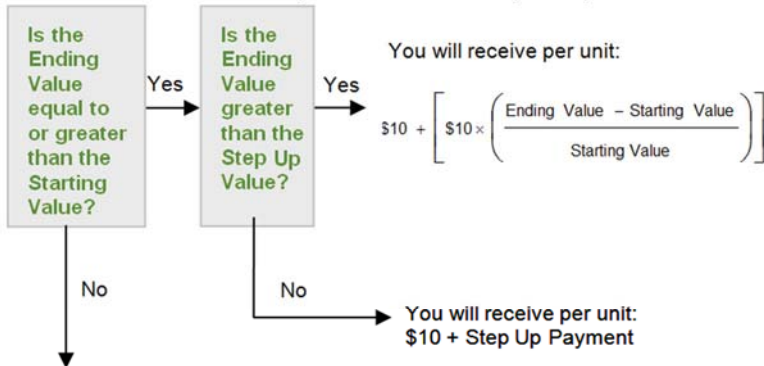 Is the
Ending
Value
equal to
or greater
than the
Starting
Value?
Yes
Is the
Ending
Value
greater
than the
Step Up
Value?
Yes
You will receive per unit:
$10 + [ $10 × ( Ending Value – Starting Value
Starting Value ) ]
No
No
You will receive per unit:
$10 + Step Up Payment